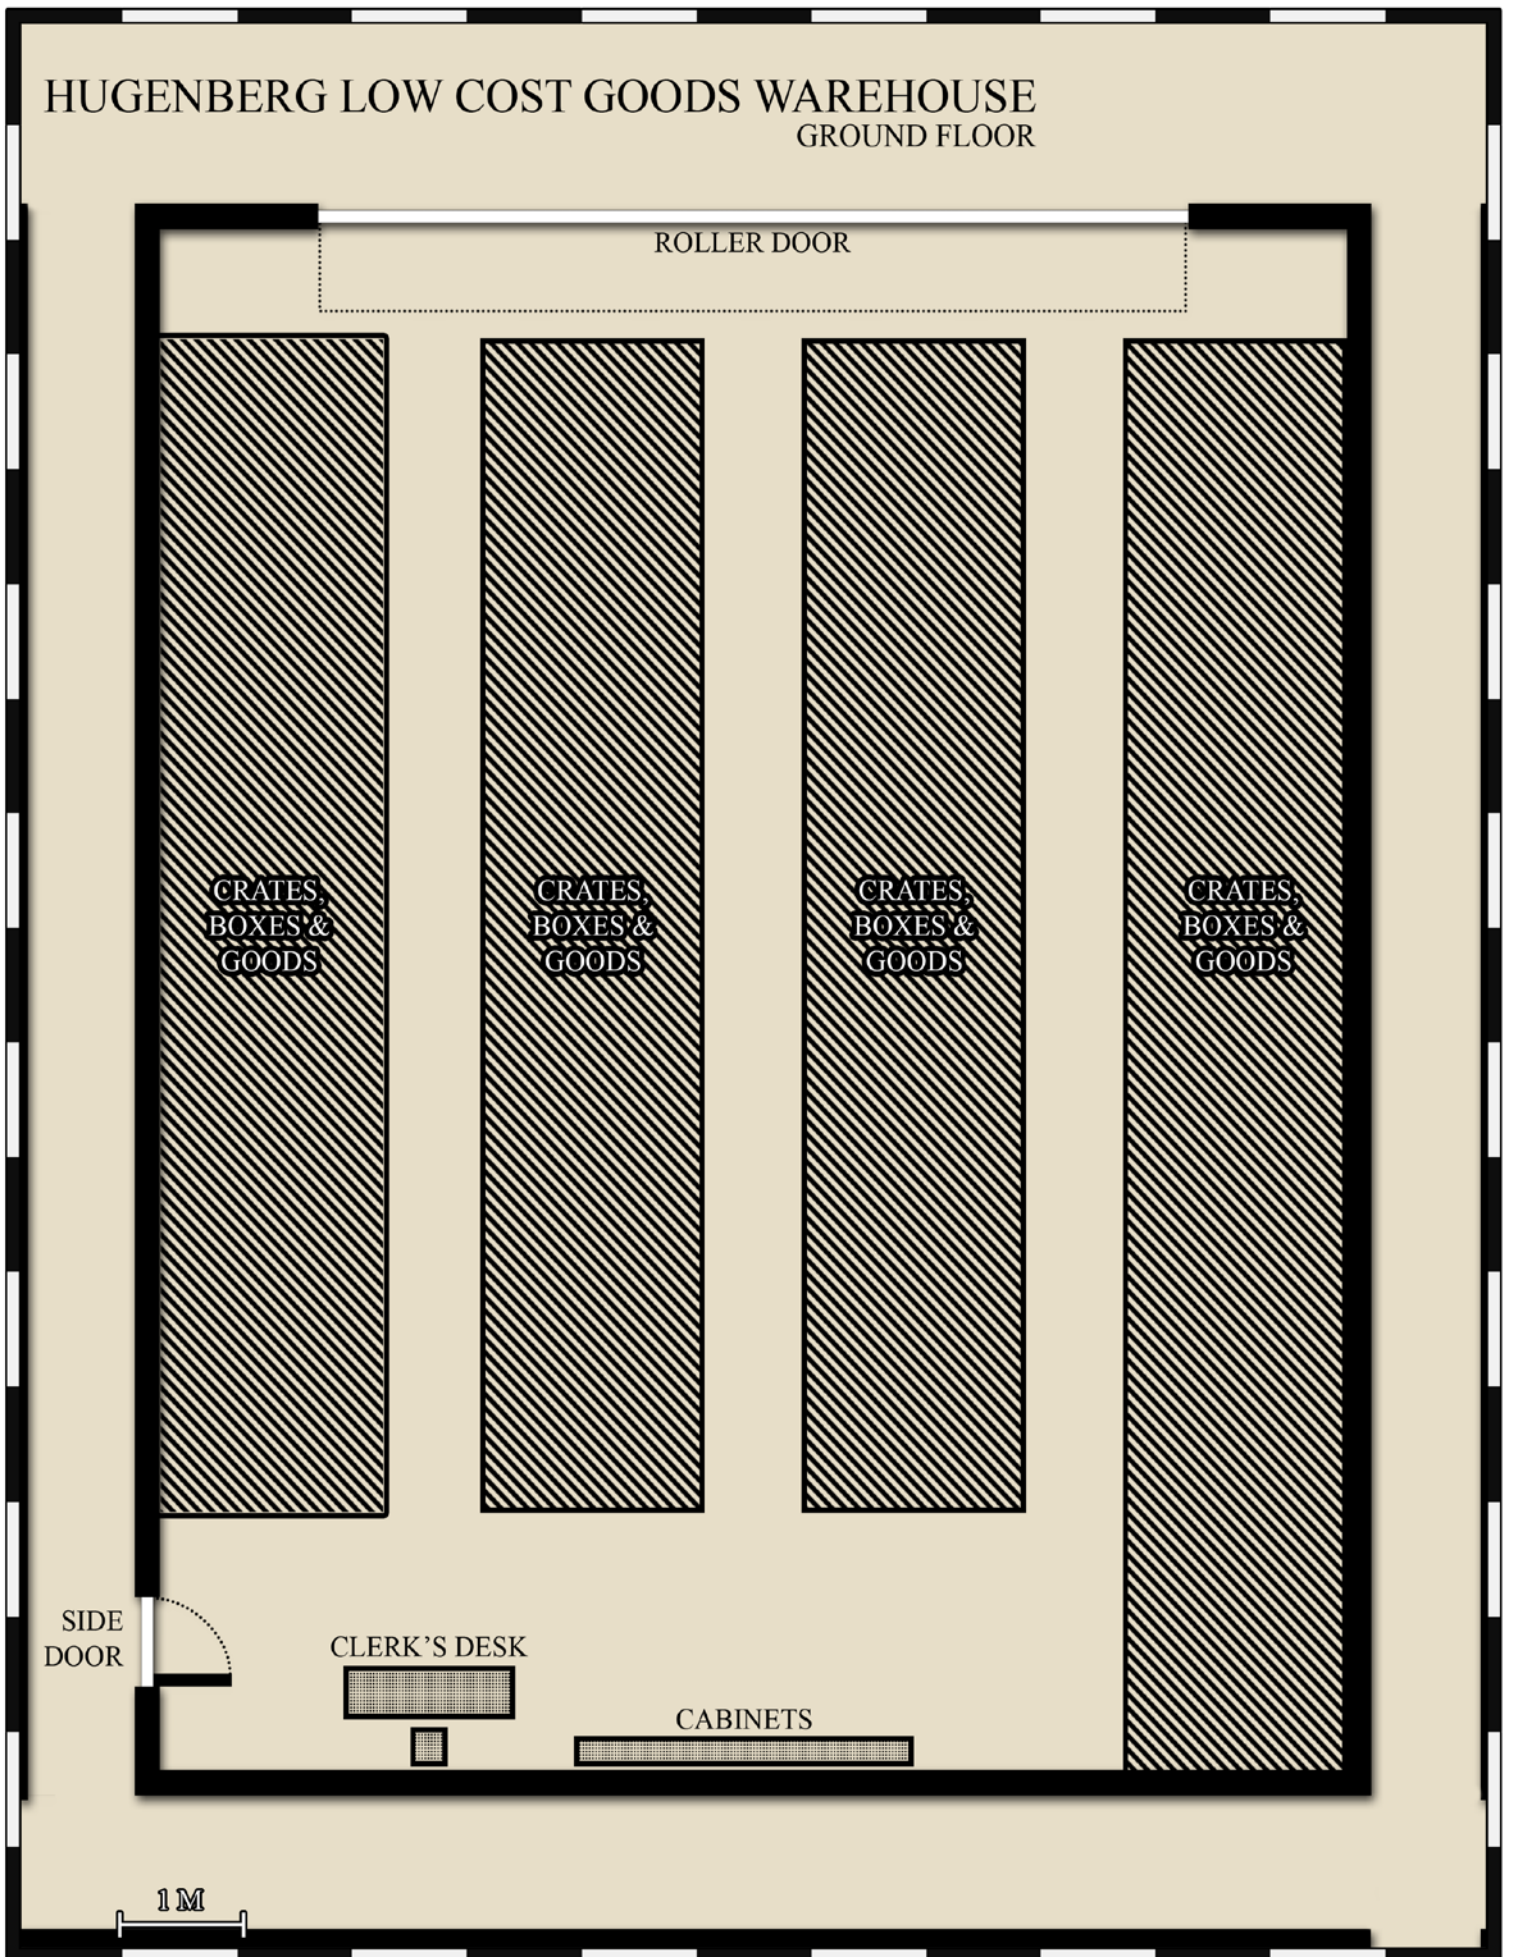 HUGENBERG LOW COST GOODS WAREHOUSE
GROUND FLOOR
ROLLER DOOR
CRATES,
BOXES &
GOODS
CRATES,
BOXES &
GOODS
CRATES,
BOXES &
GOODS
CRATES,
BOXES &
GOODS
SIDE
DOOR
CLERK’S DESK
CABINETS
1 M